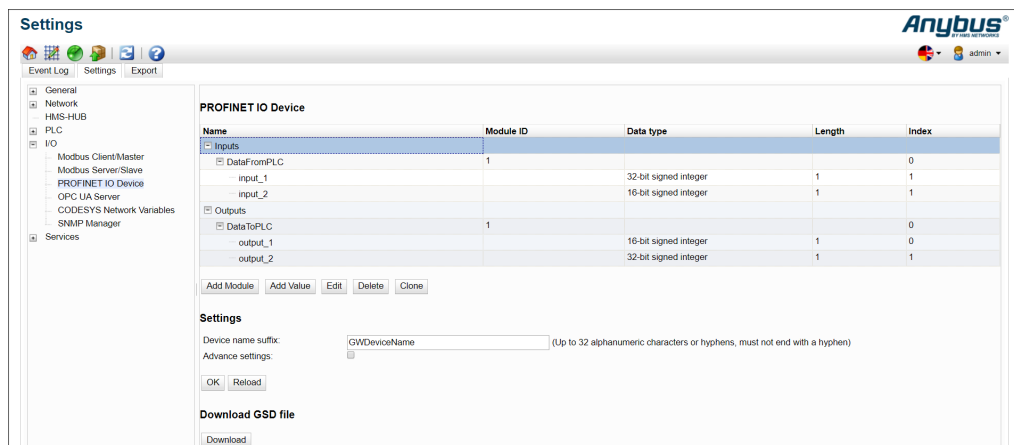 Settings
Anybus®
BY HMS NETWORKS
admin
Event Log Settings Export
General
Network
HMS-HUB
PLC
I/O
Modbus Client/Master
Modbus Server/Slave
PROFINET IO Device
OPC UA Server
CODESYS Network Variables
SNMP Manager
Services
PROFINET IO Device
Name Module ID Data type Length Index
Inputs
DataFromPLC 1 0
input_1 32-bit signed integer 1 1
input_2 16-bit signed integer 1 1
Outputs
DataToPLC 1 0
output_1 16-bit signed integer 1 0
output_2 32-bit signed integer 1 1
Add Module Add Value Edit Delete Clone
Settings
Device name suffix: GWDeviceName (Up to 32 alphanumeric characters or hyphens, must not end with a hyphen)
Advance settings:
OK Reload
Download GSD file
Download